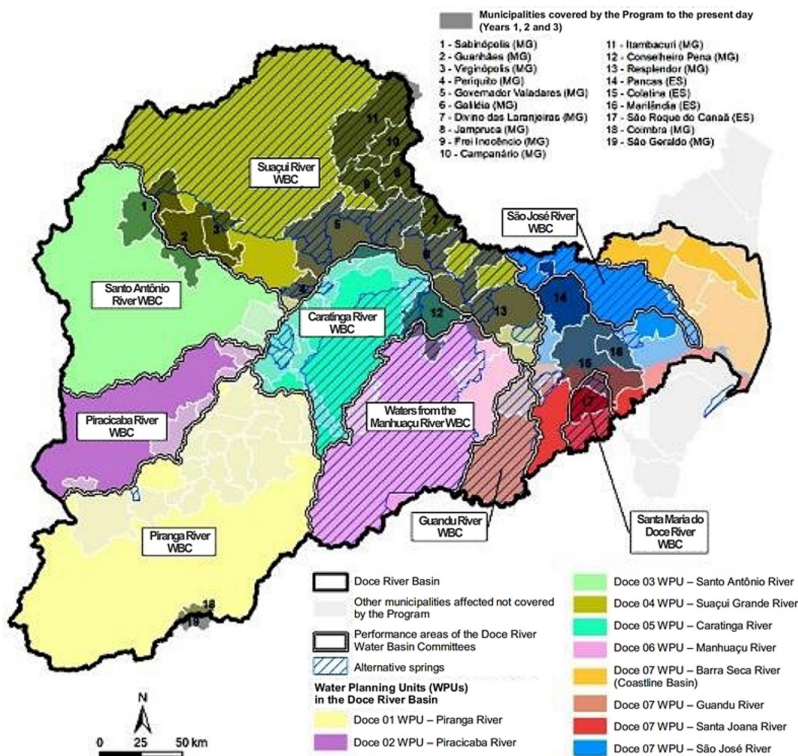 Municipalities covered by the Program to the present day
(Years 1, 2 and 3)
1 - Sabinópolis (MG)
2 - Guanhães (MG)
3 - Virginópolis (MG)
4 - Periquito (MG)
5 - Governador Valadares (MG)
6 - Galiléia (MG)
7 - Divino das Laranjeiras (MG)
8 - Jampruca (MG)
9 - Frei Inocêncio (MG)
10 - Campanário (MG)
11 - Itambacuri (MG)
12 - Conselheiro Pena (MG)
13 - Resplendor (MG)
14 - Pancas (ES)
15 - Colatina (ES)
16 - Marilândia (ES)
17 - São Roque do Canaã (ES)
18 - Coimbra (MG)
19 - São Geraldo (MG)
11
10
Suaçui River
WBC
9
8
1
2
3
5
7
6
São José River
WBC
Santo Antônio
River WBC
4
Caratinga River
WBC
12
13
14
15
16
17
Piracicaba River
WBC
Waters from the
Manhuaçu River WBC
Piranga River
WBC
Guandu River
WBC
Santa Maria do
Doce River
WBC
18
19
N
0 25 50 km
Doce River Basin
Other municipalities affected not covered
by the Program
Performance areas of the Doce River
Water Basin Committees
Alternative springs
Water Planning Units (WPUs)
in the Doce River Basin
Doce 01 WPU – Piranga River
Doce 02 WPU – Piracicaba River
Doce 03 WPU – Santo Antônio River
Doce 04 WPU – Suaçui Grande River
Doce 05 WPU – Caratinga River
Doce 06 WPU – Manhuaçu River
Doce 07 WPU – Barra Seca River
(Coastline Basin)
Doce 07 WPU – Guandu River
Doce 07 WPU – Santa Joana River
Doce 07 WPU – São José River